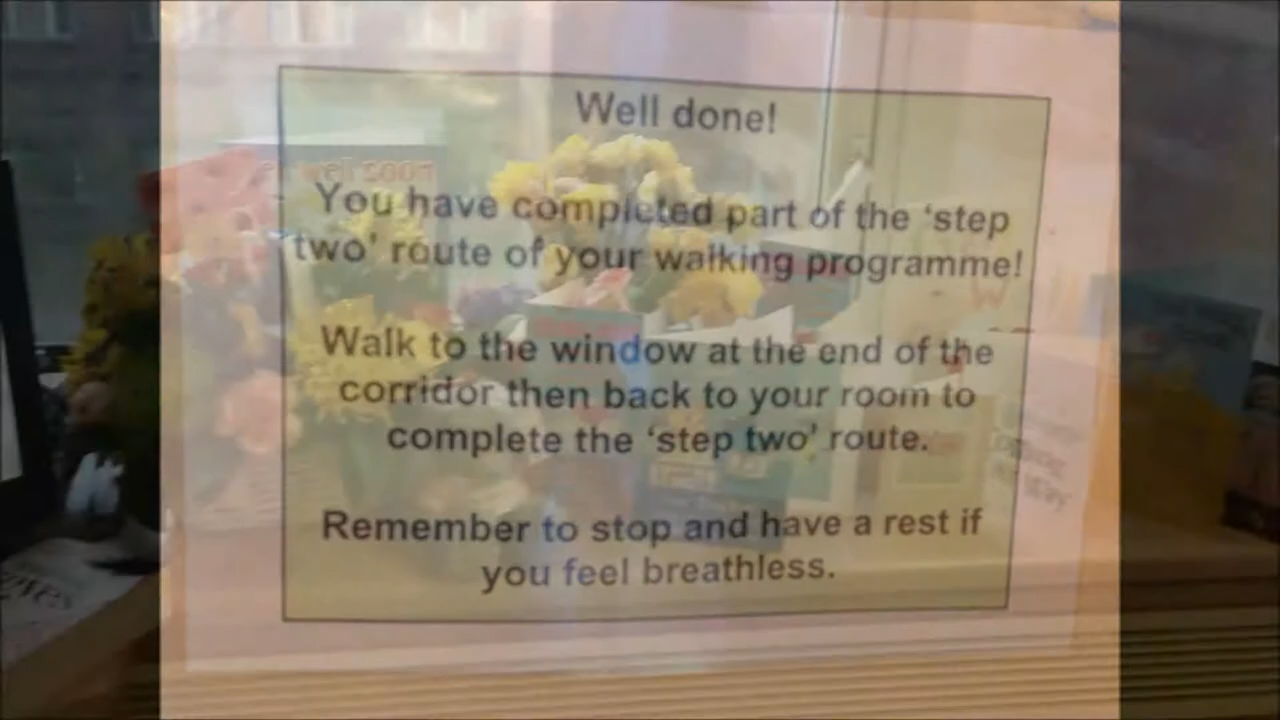 Well done!
You have completed part of the ‘step
two’ route of your walking programme!
Walk to the window at the end of the
corridor then back to your room to
complete the ‘step two’ route.
Remember to stop and have a rest if
you feel breathless.
well soon